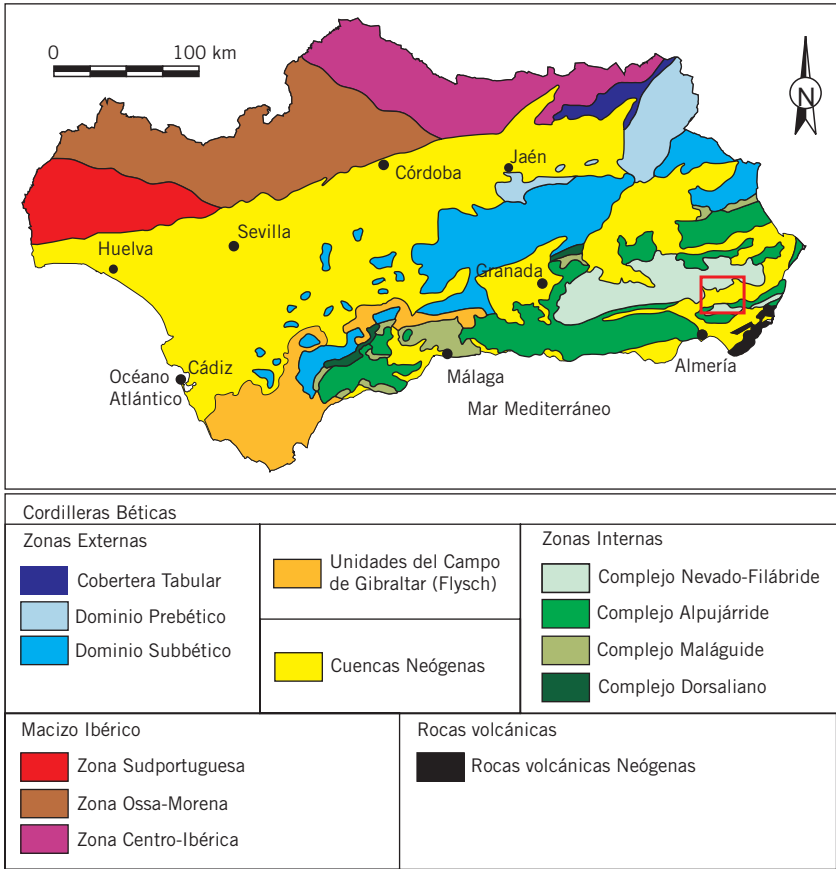 0 100 km
N
Jaén
Córdoba
Sevilla
Huelva
Granada
Cádiz
Océano
Atlántico
Málaga
Almería
Mar Mediterráneo
Cordilleras Béticas
Zonas Externas
Cobertera Tabular
Dominio Prebético
Dominio Subbético
Unidades del Campo
de Gibraltar (Flysch)
Cuencas Neógenas
Zonas Internas
Complejo Nevado-Filábride
Complejo Alpujárride
Complejo Maláguide
Complejo Dorsaliano
Macizo Ibérico
Zona Sudportuguesa
Zona Ossa-Morena
Zona Centro-Ibérica
Rocas volcánicas
Rocas volcánicas Neógenas